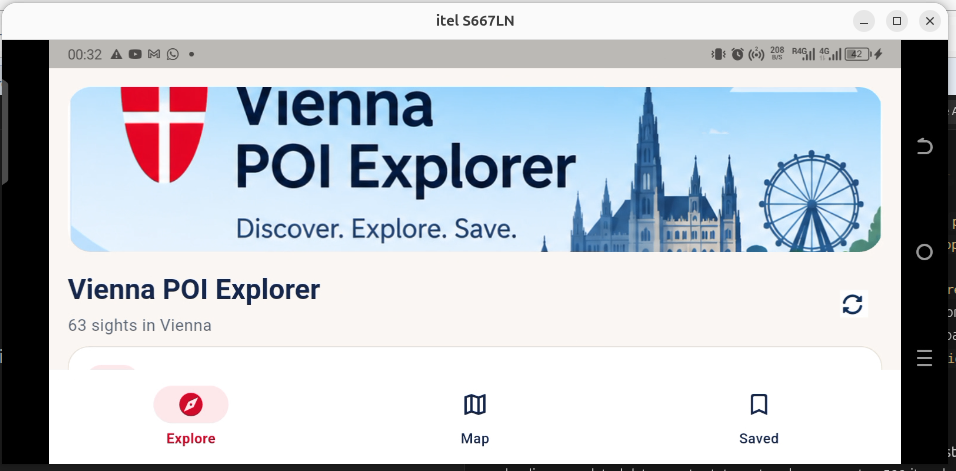 itel S667LN
00:32
208
B/S
R4G
4G
42
Vienna
POI Explorer
Discover. Explore. Save.
Vienna POI Explorer
63 sights in Vienna
Explore
Map
Saved